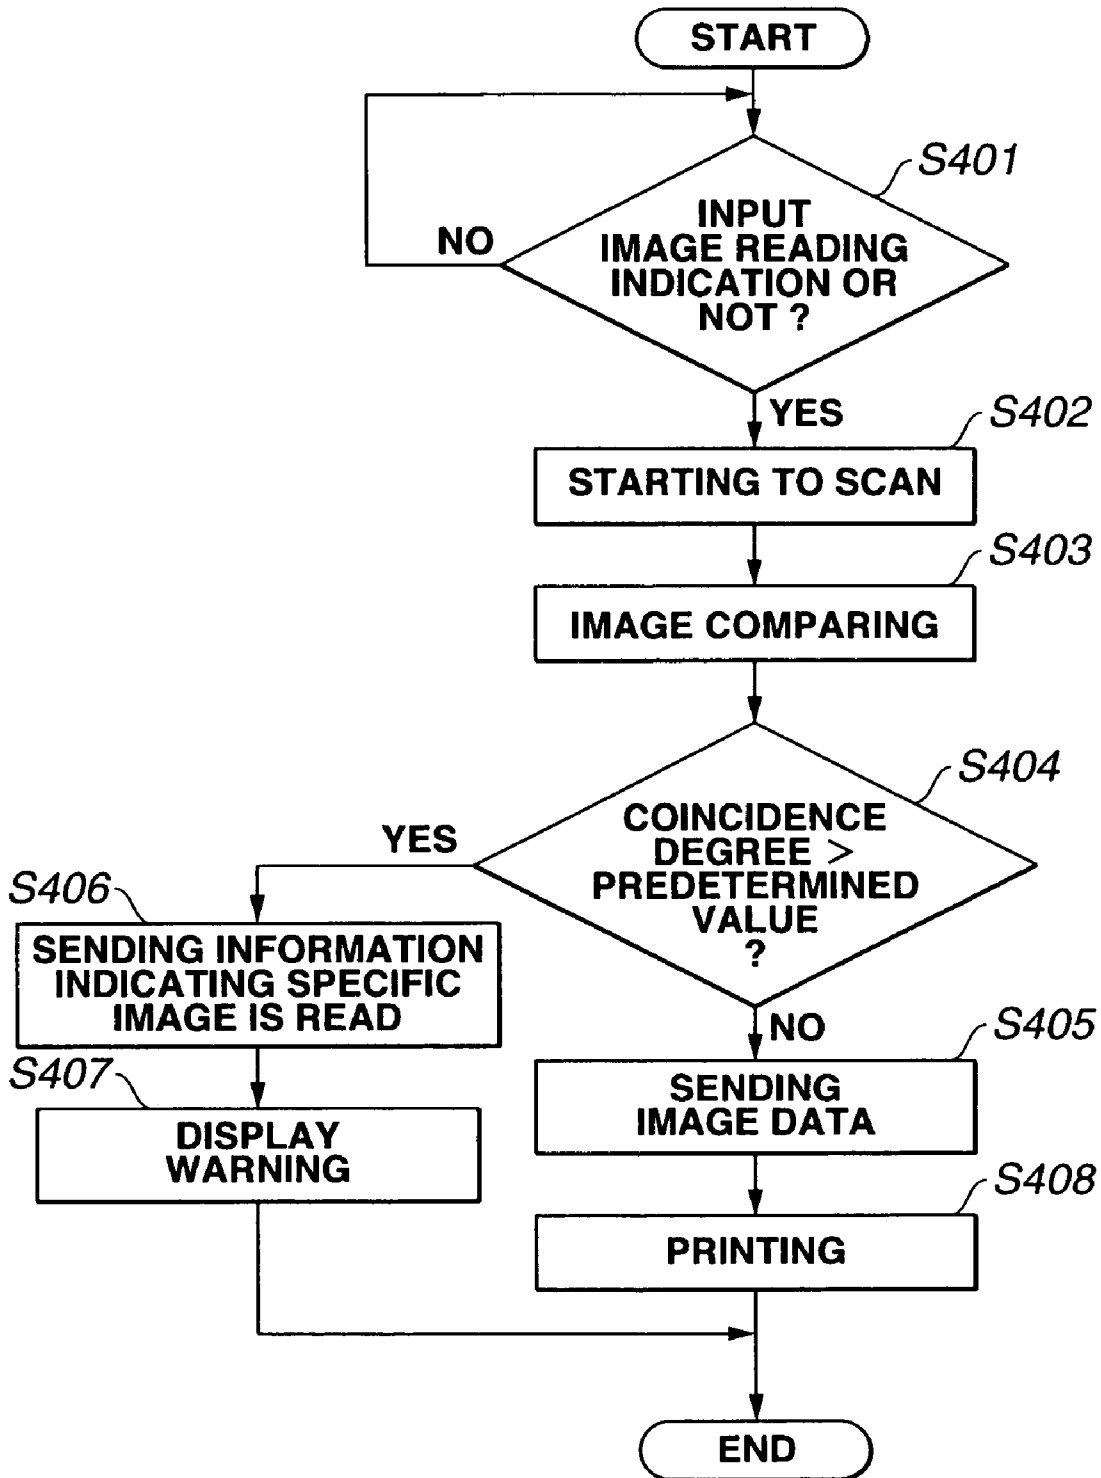 START
S401
INPUT
IMAGE READING
INDICATION OR
NOT ?
NO
YES
S402
STARTING TO SCAN
S403
IMAGE COMPARING
S404
COINCIDENCE
DEGREE >
PREDETERMINED
VALUE
?
YES
S406
SENDING INFORMATION
INDICATING SPECIFIC
IMAGE IS READ
S407
DISPLAY
WARNING
NO
S405
SENDING
IMAGE DATA
S408
PRINTING
END